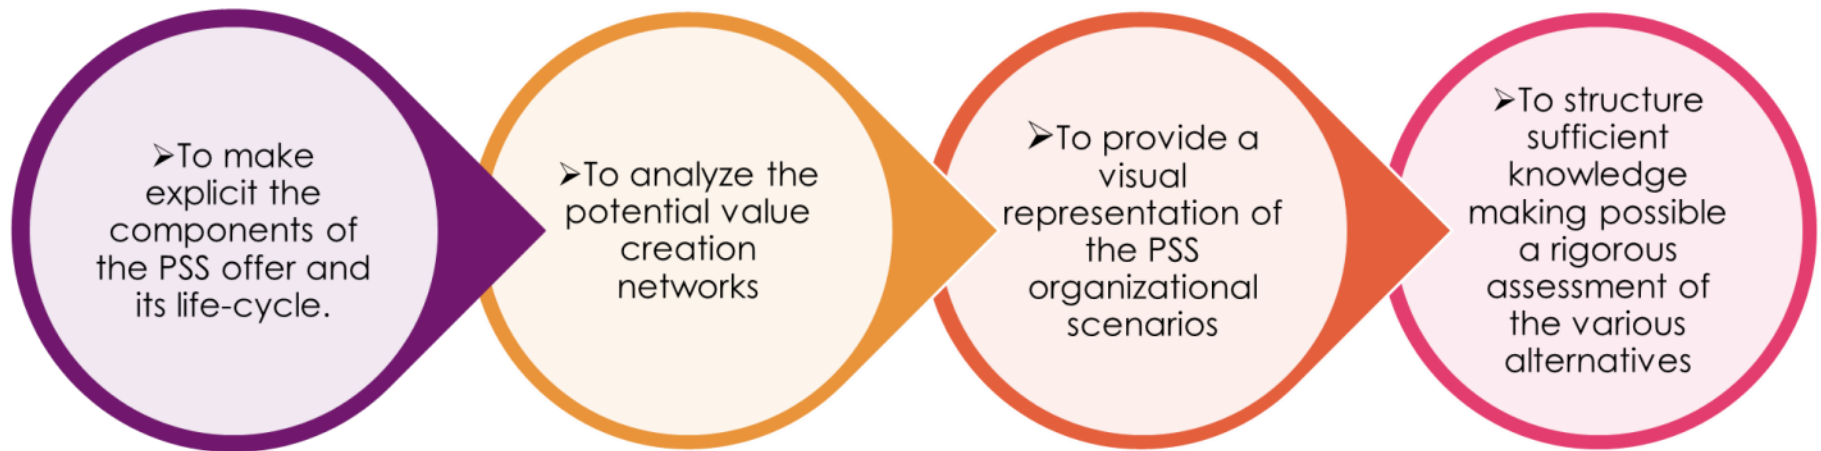 ➢To make
explicit the
components of
the PSS offer and
its life-cycle.
➢To analyze the
potential value
creation
networks
➢To provide a
visual
representation of
the PSS
organizational
scenarios
➢To structure
sufficient
knowledge
making possible
a rigorous
assessment of
the various
alternatives